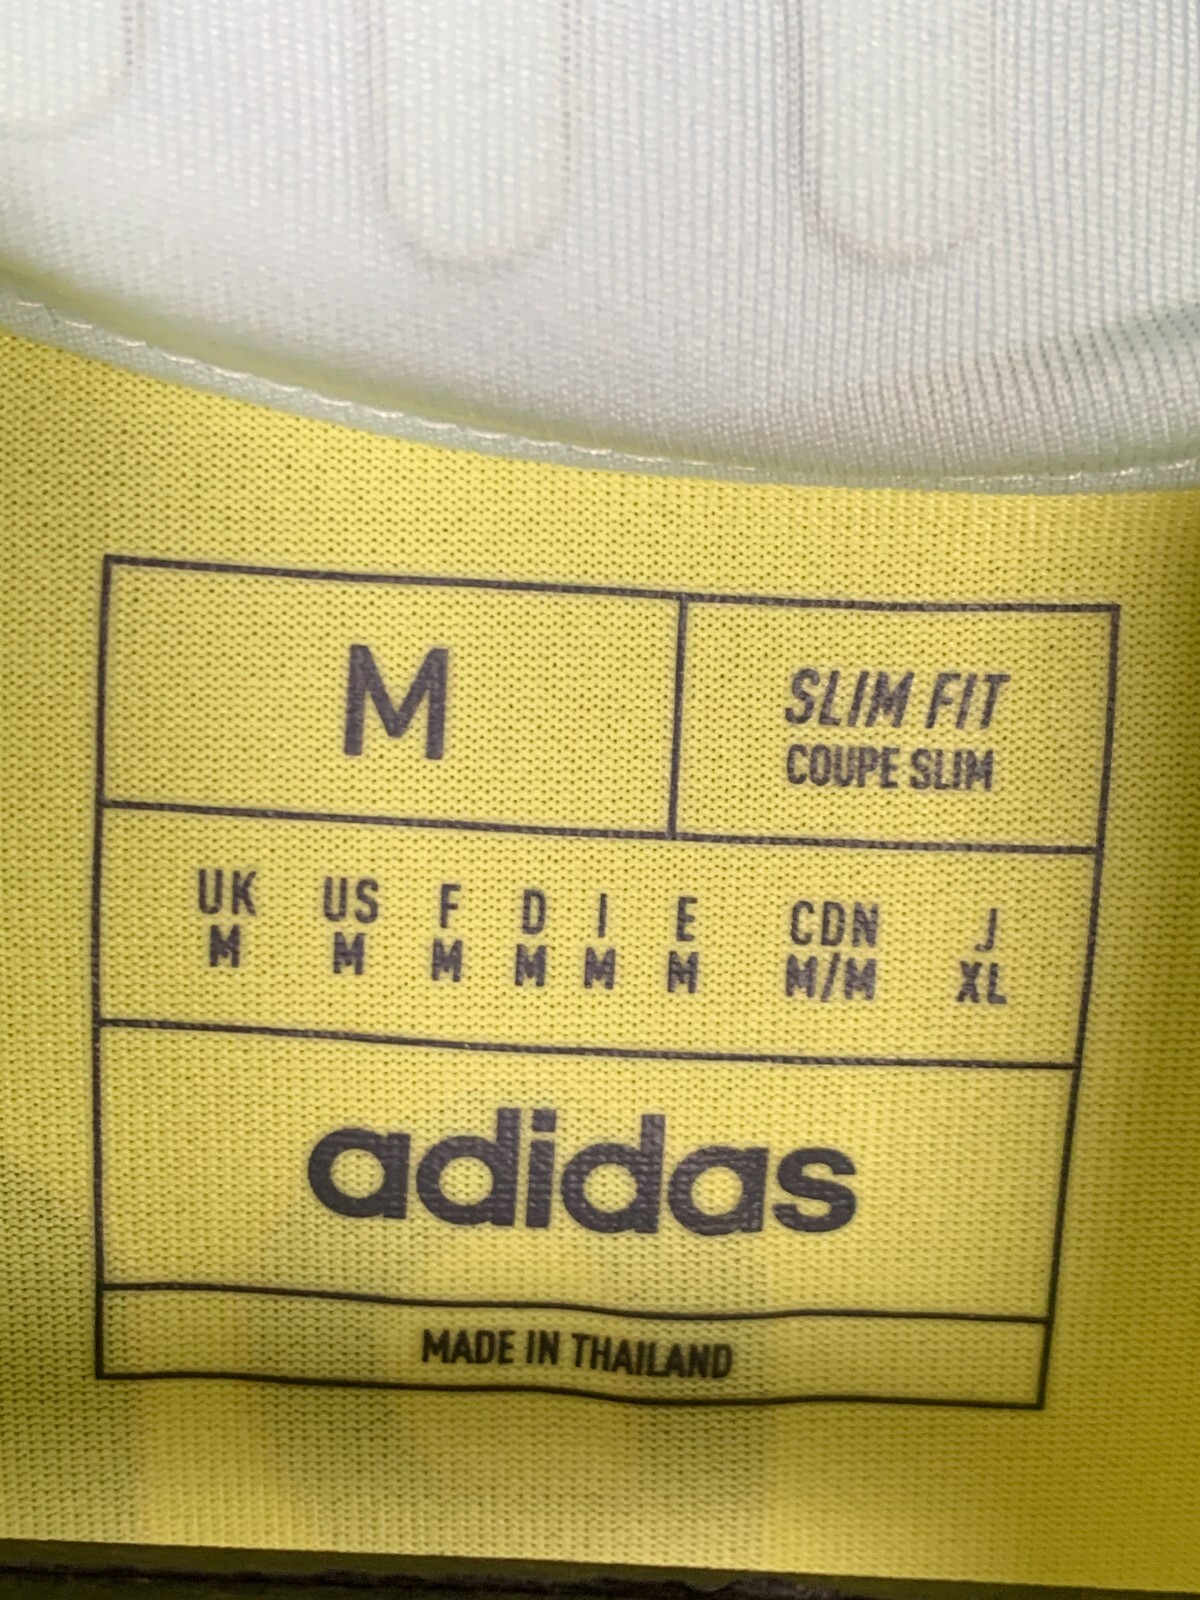 M
SLIM FIT
COUPE SLIM
UK US F D I E CDN J
M M M M M M M/M XL
adidas
MADE IN THAILAND